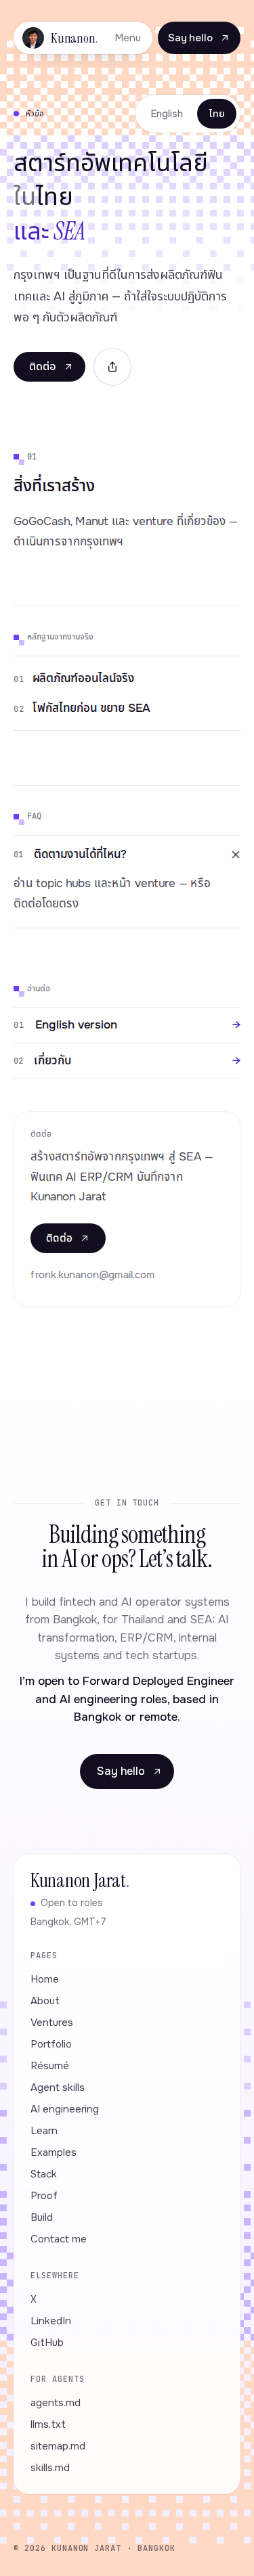 Kunanon.
Menu
Say hello
หัวข้อ
English
ไทย
สตาร์ทอัพเทคโนโลยี
ในไทย
และ SEA
กรุงเทพฯ เป็นฐานที่ดีในการส่งผลิตภัณฑ์ฟิน
เทคและ AI สู่ภูมิภาค — ถ้าใส่ใจระบบปฏิบัติการ
พอ ๆ กับตัวผลิตภัณฑ์
ติดต่อ
01
สิ่งที่เราสร้าง
GoGoCash, Manut และ venture ที่เกี่ยวข้อง —
ดำเนินการจากกรุงเทพฯ
หลักฐานจากงานจริง
01 ผลิตภัณฑ์ออนไลน์จริง
02 โฟกัสไทยก่อน ขยาย SEA
FAQ
01 ติดตามงานได้ที่ไหน?
อ่าน topic hubs และหน้า venture — หรือ
ติดต่อโดยตรง
อ่านต่อ
01 English version
02 เกี่ยวกับ
ติดต่อ
สร้างสตาร์ทอัพจากกรุงเทพฯ สู่ SEA —
ฟินเทค AI ERP/CRM บันทึกจาก
Kunanon Jarat
ติดต่อ
fronk.kunanon@gmail.com
GET IN TOUCH
Building something
in AI or ops? Let's talk.
I build fintech and AI operator systems
from Bangkok, for Thailand and SEA: AI
transformation, ERP/CRM, internal
systems and tech startups.
I'm open to Forward Deployed Engineer
and AI engineering roles, based in
Bangkok or remote.
Say hello
Kunanon Jarat.
Open to roles
Bangkok, GMT+7
PAGES
Home
About
Ventures
Portfolio
Résumé
Agent skills
AI engineering
Learn
Examples
Stack
Proof
Build
Contact me
ELSEWHERE
X
LinkedIn
GitHub
FOR AGENTS
agents.md
llms.txt
sitemap.md
skills.md
© 2026 KUNANON JARAT · BANGKOK